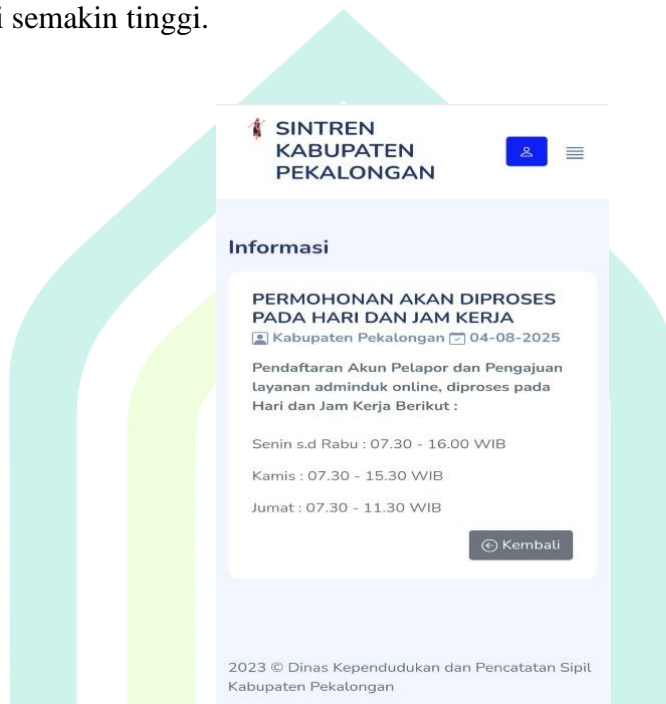 i semakin tinggi.
SINTREN
KABUPATEN
PEKALONGAN
Informasi
PERMOHONAN AKAN DIPROSES
PADA HARI DAN JAM KERJA
Kabupaten Pekalongan 04-08-2025
Pendaftaran Akun Pelapor dan Pengajuan
layanan adminduk online, diproses pada
Hari dan Jam Kerja Berikut :
Senin s.d Rabu : 07.30 - 16.00 WIB
Kamis : 07.30 - 15.30 WIB
Jumat : 07.30 - 11.30 WIB
Kembali
2023 © Dinas Kependudukan dan Pencatatan Sipil
Kabupaten Pekalongan